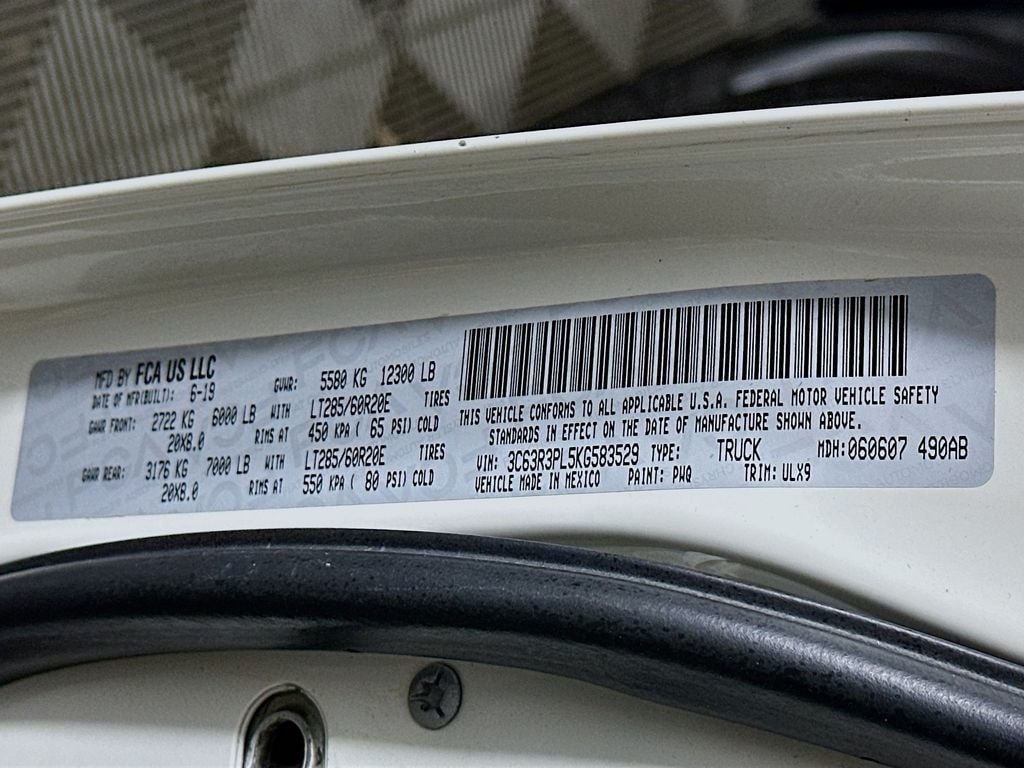 MFD BY FCA US LLC
DATE OF MFR(BUILT): 6-19
GVWR: 5580 KG 12300 LB
GAWR FRONT: 2722 KG 6000 LB WITH LT285/60R20E TIRES
20X8.0 RIMS AT 450 KPA ( 65 PSI) COLD
GAWR REAR: 3176 KG 7000 LB WITH LT285/60R20E TIRES
20X8.0 RIMS AT 550 KPA ( 80 PSI) COLD
THIS VEHICLE CONFORMS TO ALL APPLICABLE U.S.A. FEDERAL MOTOR VEHICLE SAFETY
STANDARDS IN EFFECT ON THE DATE OF MANUFACTURE SHOWN ABOVE.
VIN: 3C63R3PL5KG583529 TYPE: TRUCK MDH:060607 490AB
VEHICLE MADE IN MEXICO PAINT: PWQ TRIM: ULX9